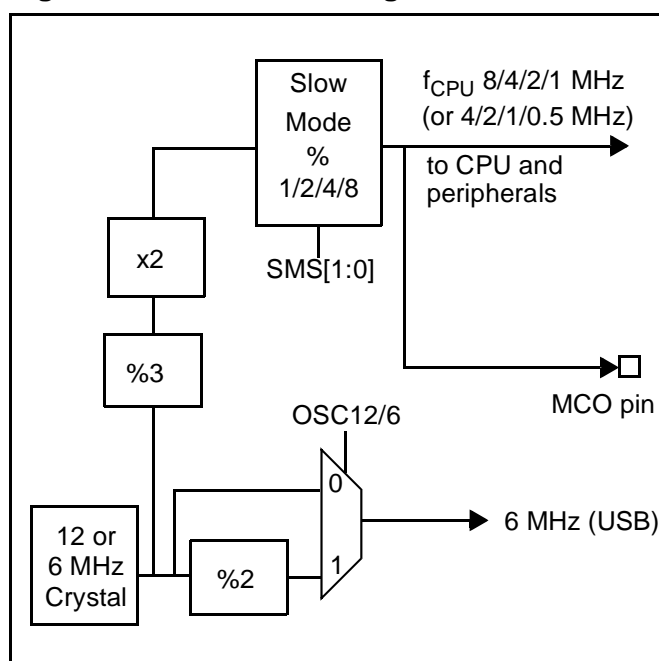 Slow
Mode
%
1/2/4/8
fCPU 8/4/2/1 MHz
(or 4/2/1/0.5 MHz)
to CPU and
peripherals
SMS[1:0]
x2
%3
MCO pin
OSC12/6
0
1
12 or
6 MHz
Crystal
%2
6 MHz (USB)